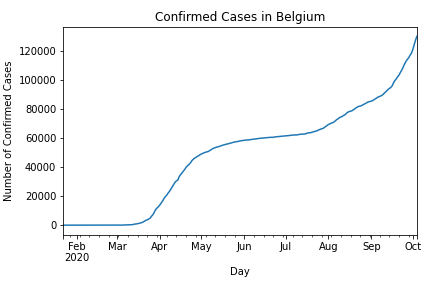 Confirmed Cases in Belgium
Number of Confirmed Cases
120000
100000
80000
60000
40000
20000
0
Feb Mar Apr May Jun Jul Aug Sep Oct
2020
Day